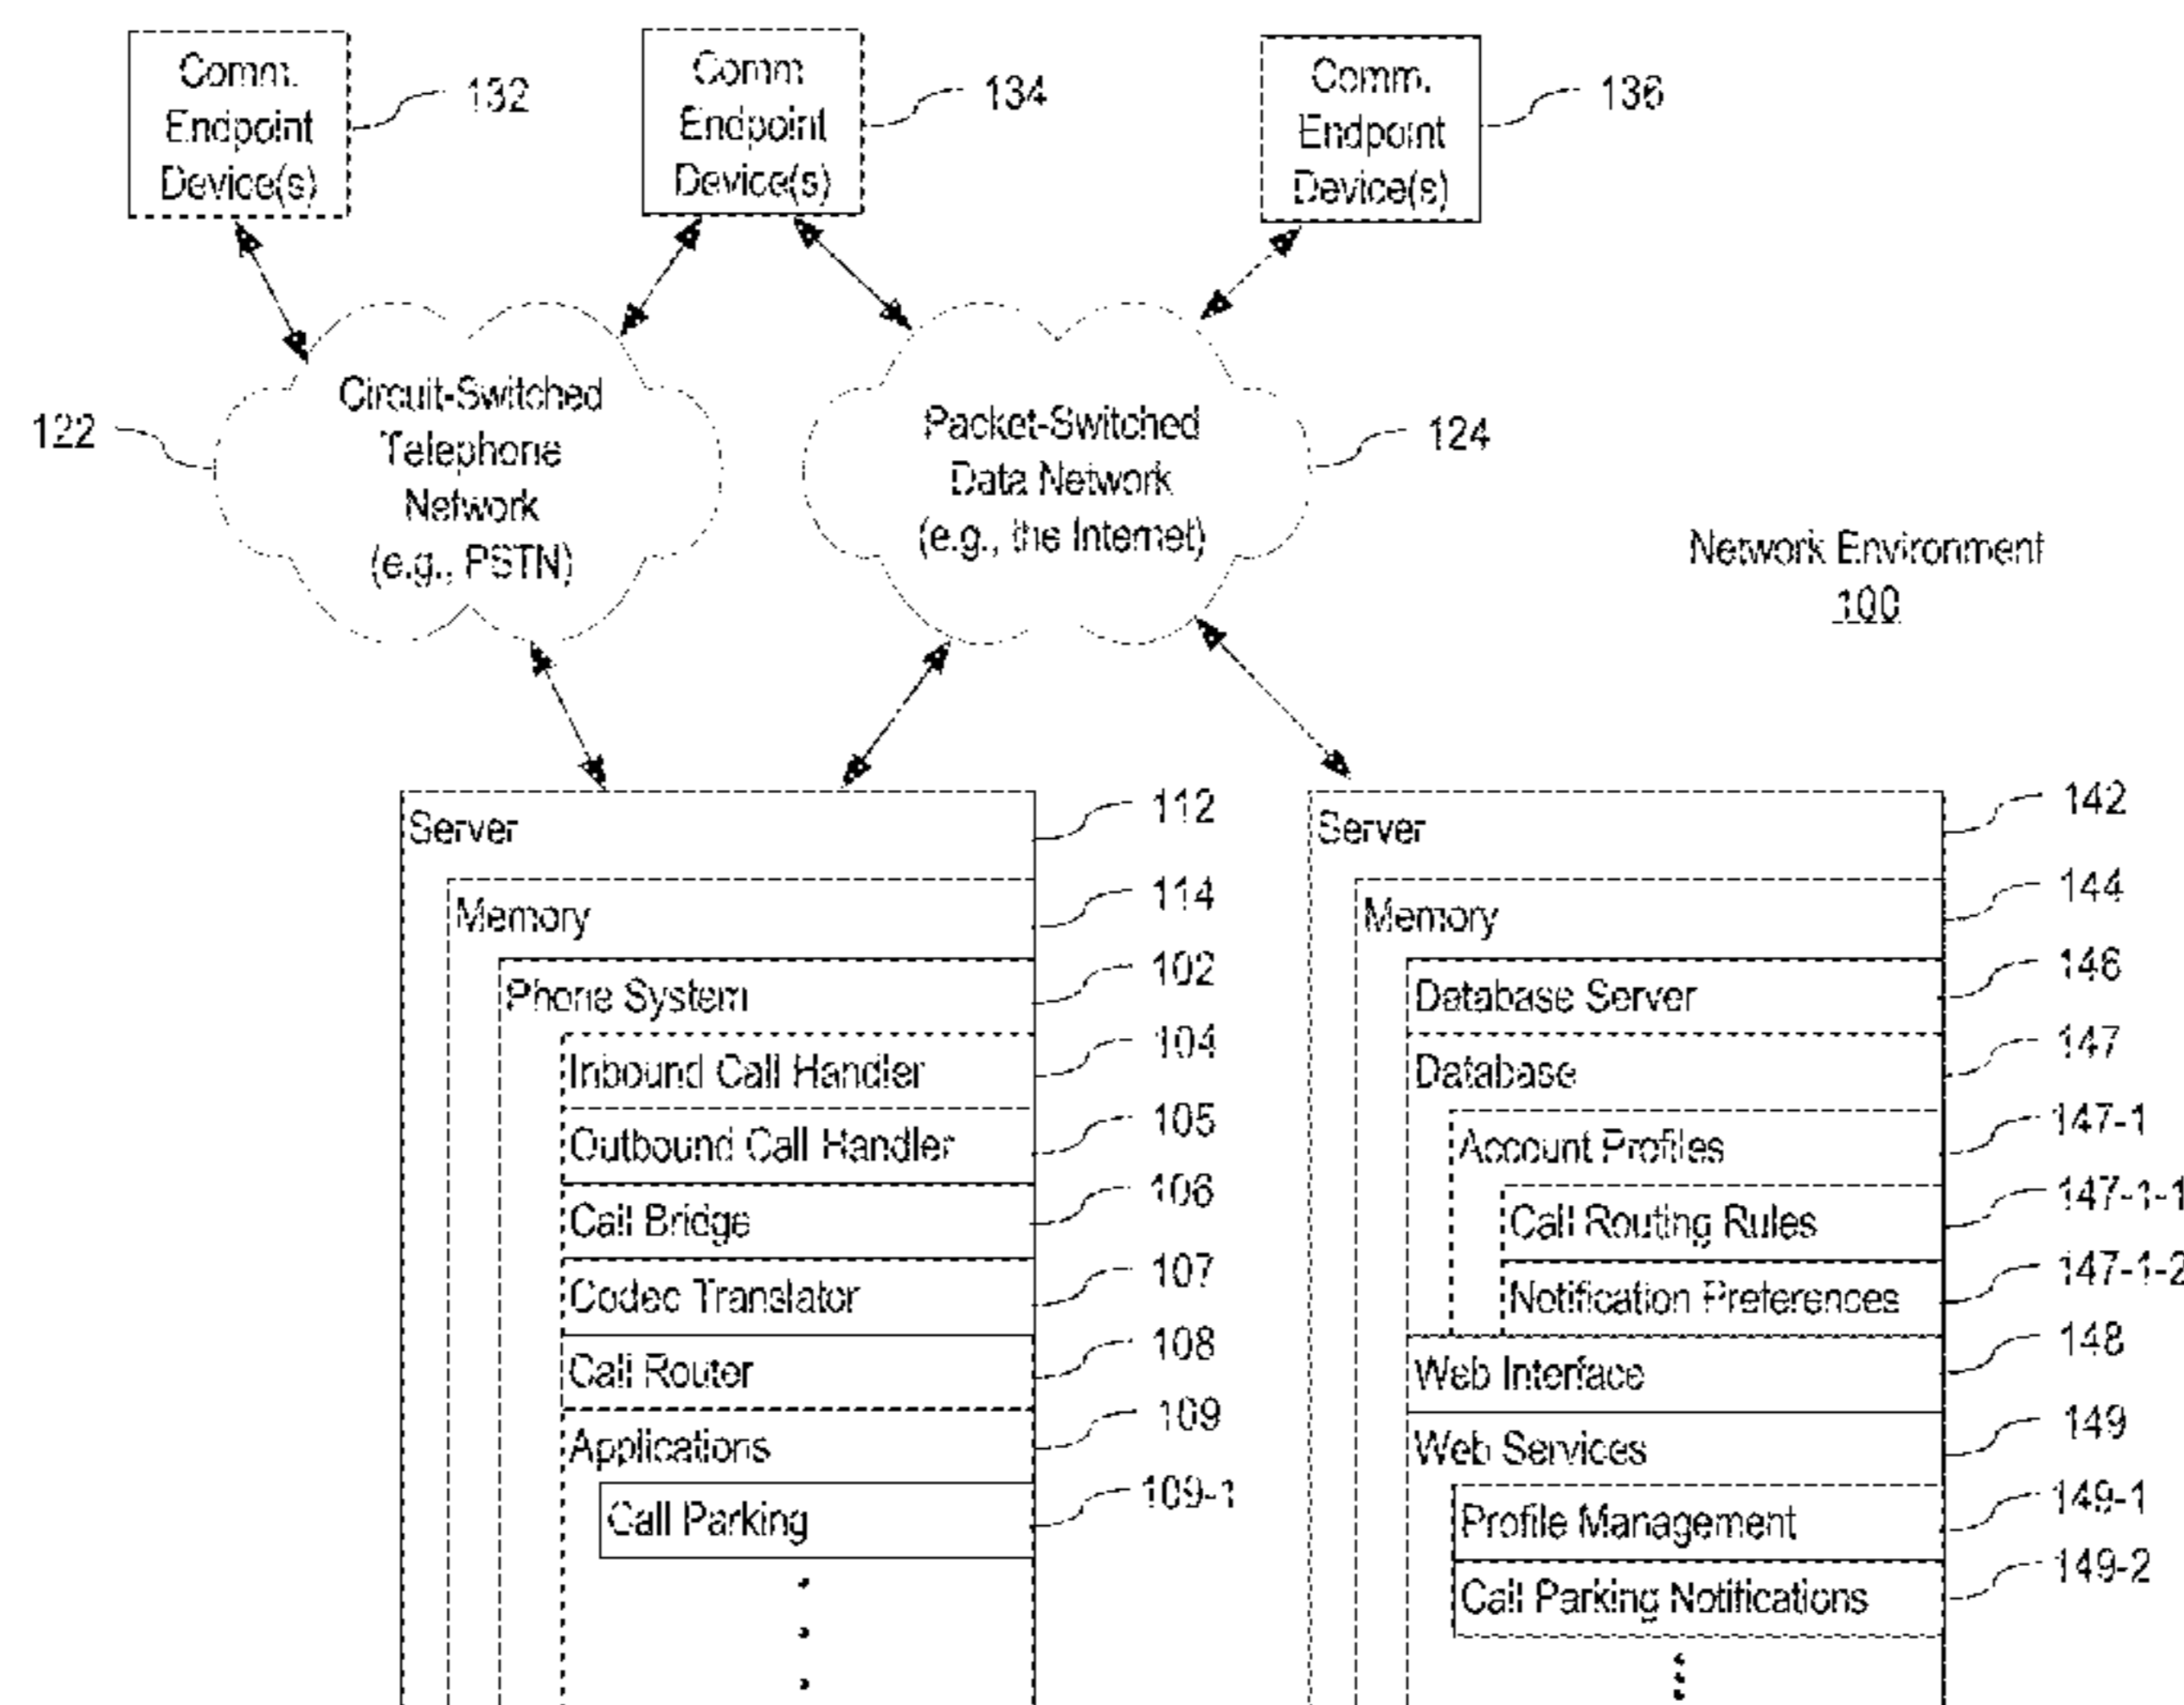 Comm.
Endpoint
Device(s)
132
Comm
Endpoint
Device(s)
134
Comm.
Endpoint
Device(s)
136
122
Circuit-Switched
Telephone
Network
(e.g., PSTN)
Packet-Switched
Data Network
(e.g., the Internet)
124
Network Environment
100
Server
112
Memory
114
Phone System
102
Inbound Call Handler
104
Outbound Call Handler
105
Call Bridge
106
Codec Translator
107
Call Router
108
Applications
109
Call Parking
109-1
Server
142
Memory
144
Database Server
146
Database
147
Account Profiles
147-1
Call Routing Rules
147-1-1
Notification Preferences
147-1-2
Web Interface
148
Web Services
149
Profile Management
149-1
Call Parking Notifications
149-2